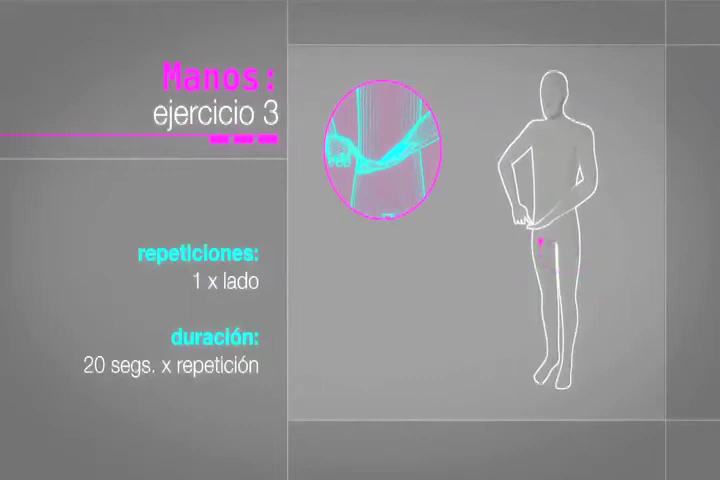 Manos:
ejercicio 3
repeticiones:
1 x lado
duración:
20 segs. x repetición